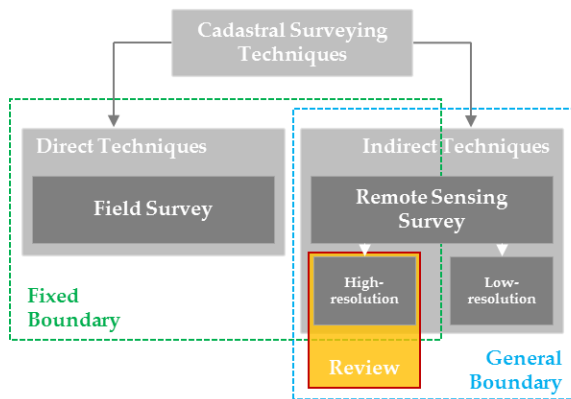 Cadastral Surveying
Techniques
Direct Techniques
Field Survey
Indirect Techniques
Remote Sensing
Survey
High-
resolution
Low-
resolution
Fixed
Boundary
Review
General
Boundary